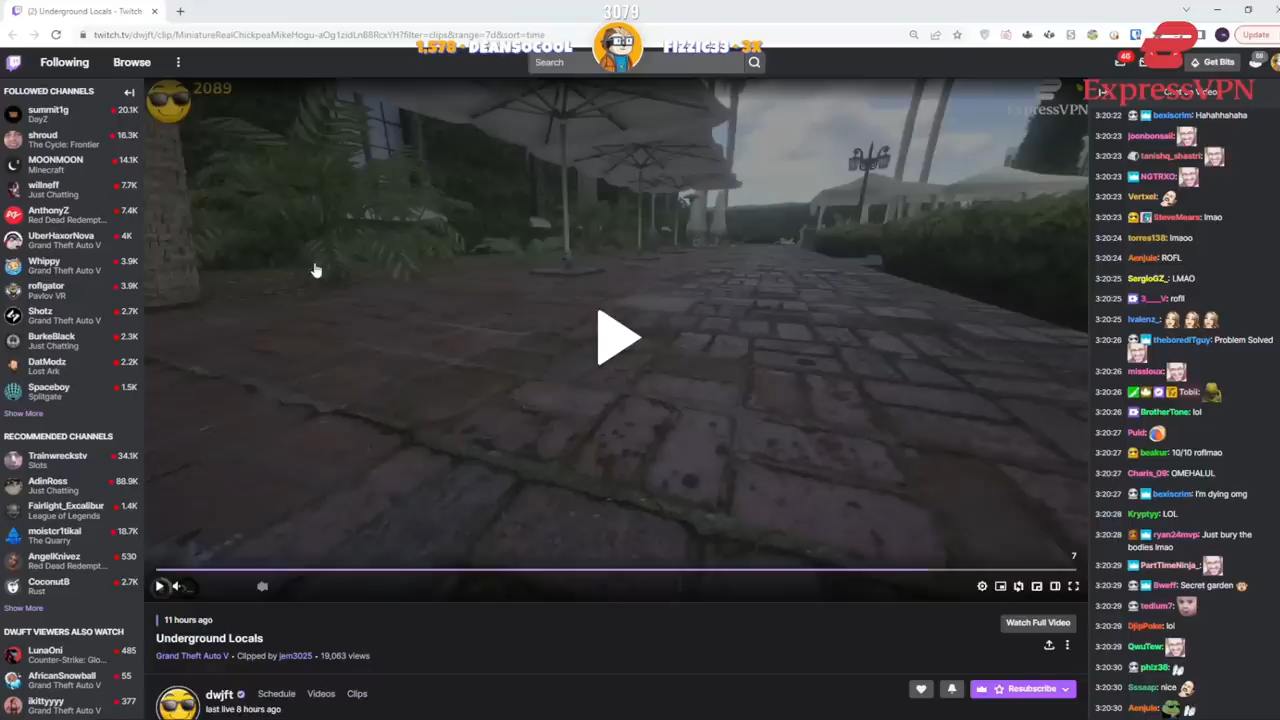 3079
(2) Underground Locals - Twitch
twitch.tv/dwjft/clip/MiniatureRealChickpeaMikeHogu-aOg1zidLnB8RcxYH?filter=clips&range=7d&sort=time
Update
1,578 - DEANSOCOOL
FIZZIC33 - 3X
Following
Browse
Search
46
Get Bits
88
ExpressVPN
ExpressVPN
2089
FOLLOWED CHANNELS
summit1g
20.1K
DayZ
shroud
16.3K
The Cycle: Frontier
MOONMOON
14.1K
Minecraft
willneff
7.7K
Just Chatting
AnthonyZ
7.4K
Red Dead Redempt...
UberHaxorNova
4K
Grand Theft Auto V
Whippy
3.9K
Grand Theft Auto V
roflgator
3.9K
Pavlov VR
Shotz
2.7K
Grand Theft Auto V
BurkeBlack
2.3K
Just Chatting
DatModz
2.2K
Lost Ark
Spaceboy
1.5K
Splitgate
Show More
RECOMMENDED CHANNELS
Trainwreckstv
34.1K
Slots
AdinRoss
88.9K
Just Chatting
Fairlight_Excalibur
1.4K
League of Legends
moistcr1tikal
18.7K
The Quarry
AngelKnivez
530
Red Dead Redempt...
CoconutB
2.7K
Rust
Show More
DWJFT VIEWERS ALSO WATCH
LunaOni
485
Counter-Strike: Glo...
AfricanSnowball
55
Grand Theft Auto V
ikittyyyy
377
Grand Theft Auto V
7
11 hours ago
Underground Locals
Grand Theft Auto V • Clipped by jem3025 • 19,063 views
Watch Full Video
dwjft
Schedule
Videos
Clips
last live 8 hours ago
Resubscribe
3:20:22 bexiscrim: Hahahhahaha
3:20:23 joonbonsail:
3:20:23 tanishq_shastri:
3:20:23 NGTRXO:
3:20:23 Vertxel:
3:20:23 SteveMears: lmao
3:20:24 torres138: lmaoo
3:20:24 Aenjule: ROFL
3:20:25 SergioGZ_: LMAO
3:20:25 3___V: rofll
3:20:25 lvalenz_:
3:20:26 theboredITguy: Problem Solved
3:20:26 missloux:
3:20:26 Tobii:
3:20:26 BrotherTone: lol
3:20:27 Puld:
3:20:27 beakur: 10/10 roflmao
3:20:27 Charis_09: OMEHALUL
3:20:27 bexiscrim: I'm dying omg
3:20:28 Kryptyy: LOL
3:20:28 ryan24mvp: Just bury the
bodies lmao
3:20:29 PartTimeNinja_:
3:20:29 Bweff: Secret garden
3:20:29 tedium7:
3:20:29 DjipPoke: lol
3:20:29 QwuTew:
3:20:30 phiz38:
3:20:30 Sssaap: nice
3:20:30 Aenjule: